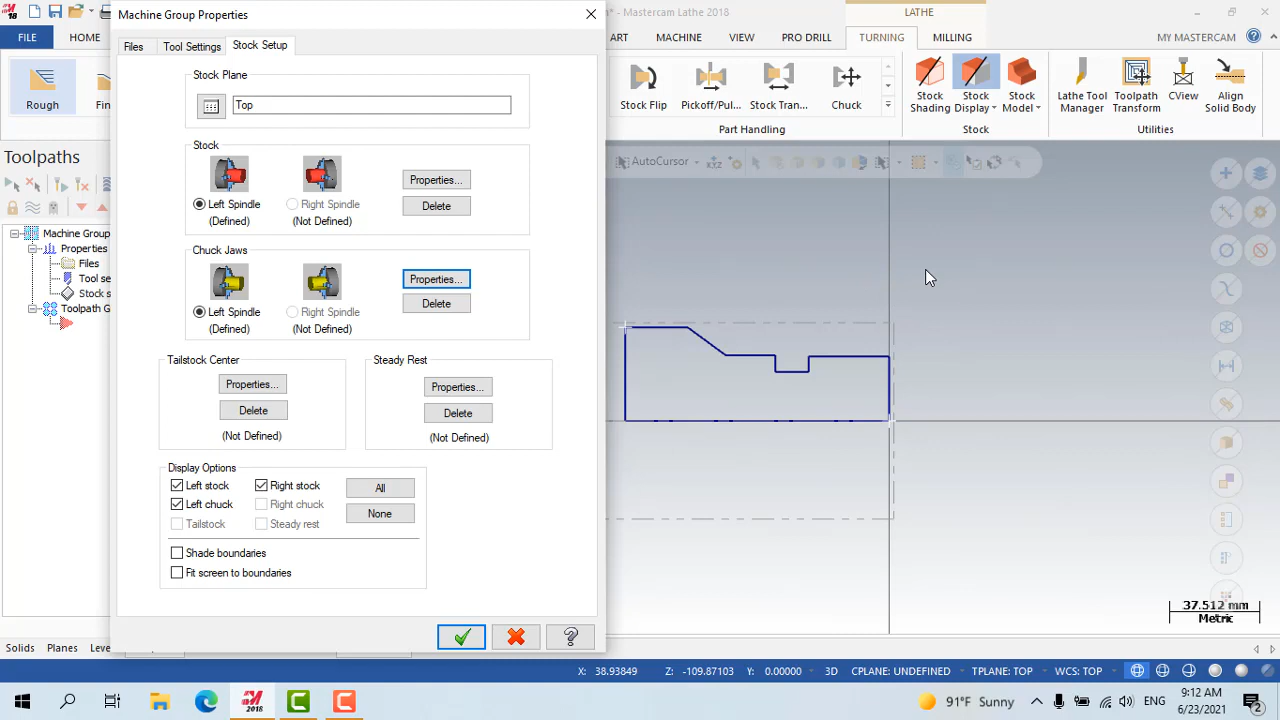 Machine Group Properties
m* - Mastercam Lathe 2018
LATHE
18
FILE
HOME
ART
MACHINE
VIEW
PRO DRILL
TURNING
MILLING
MY MASTERCAM
Files
Tool Settings
Stock Setup
Rough
Fin
Stock Flip
Pickoff/Pul...
Stock Tran...
Chuck
Stock Shading
Stock Display
Stock Model
Lathe Tool Manager
Toolpath Transform
CView
Align Solid Body
Part Handling
Stock
Utilities
Toolpaths
AutoCursor
XYZ
Machine Group
Properties
Files
Tool se
Stock s
Toolpath G
Stock Plane
Top
Stock
Properties...
Left Spindle
Right Spindle
Delete
(Defined)
(Not Defined)
Chuck Jaws
Properties...
Delete
Left Spindle
Right Spindle
(Defined)
(Not Defined)
Tailstock Center
Steady Rest
Properties...
Properties...
Delete
Delete
(Not Defined)
(Not Defined)
Display Options
Left stock
Right stock
All
Left chuck
Right chuck
None
Tailstock
Steady rest
Shade boundaries
Fit screen to boundaries
37.512 mm
Metric
Solids
Planes
Leve
X: 38.93849
Z: -109.87103
Y: 0.00000
3D
CPLANE: UNDEFINED
TPLANE: TOP
WCS: TOP
2018
91°F Sunny
ENG
9:12 AM
6/23/2021
2